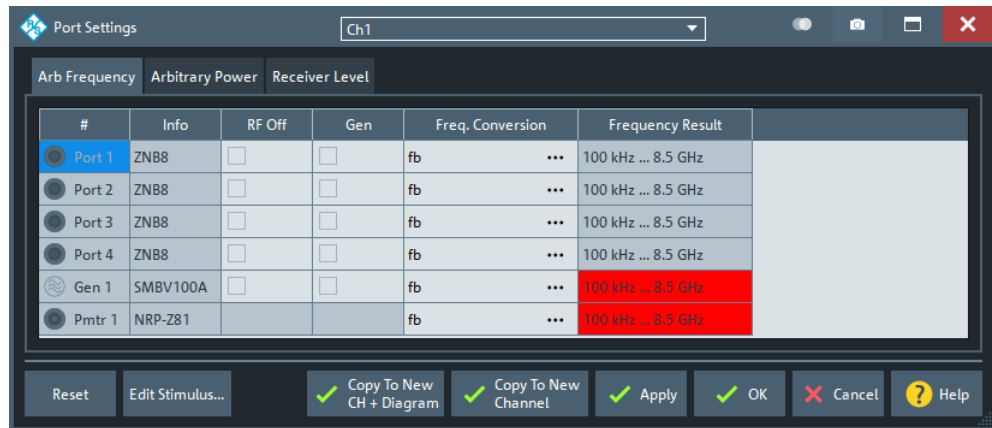 Port Settings
Ch1
Arb Frequency Arbitrary Power Receiver Level
# Info RF Off Gen Freq. Conversion Frequency Result
Port 1 ZNB8 fb ••• 100 kHz ... 8.5 GHz
Port 2 ZNB8 fb ••• 100 kHz ... 8.5 GHz
Port 3 ZNB8 fb ••• 100 kHz ... 8.5 GHz
Port 4 ZNB8 fb ••• 100 kHz ... 8.5 GHz
Gen 1 SMBV100A fb ••• 100 kHz ... 8.5 GHz
Pmtr 1 NRP-Z81 fb ••• 100 kHz ... 8.5 GHz
Reset
Edit Stimulus...
Copy To New
CH + Diagram
Copy To New
Channel
Apply
OK
Cancel
? Help